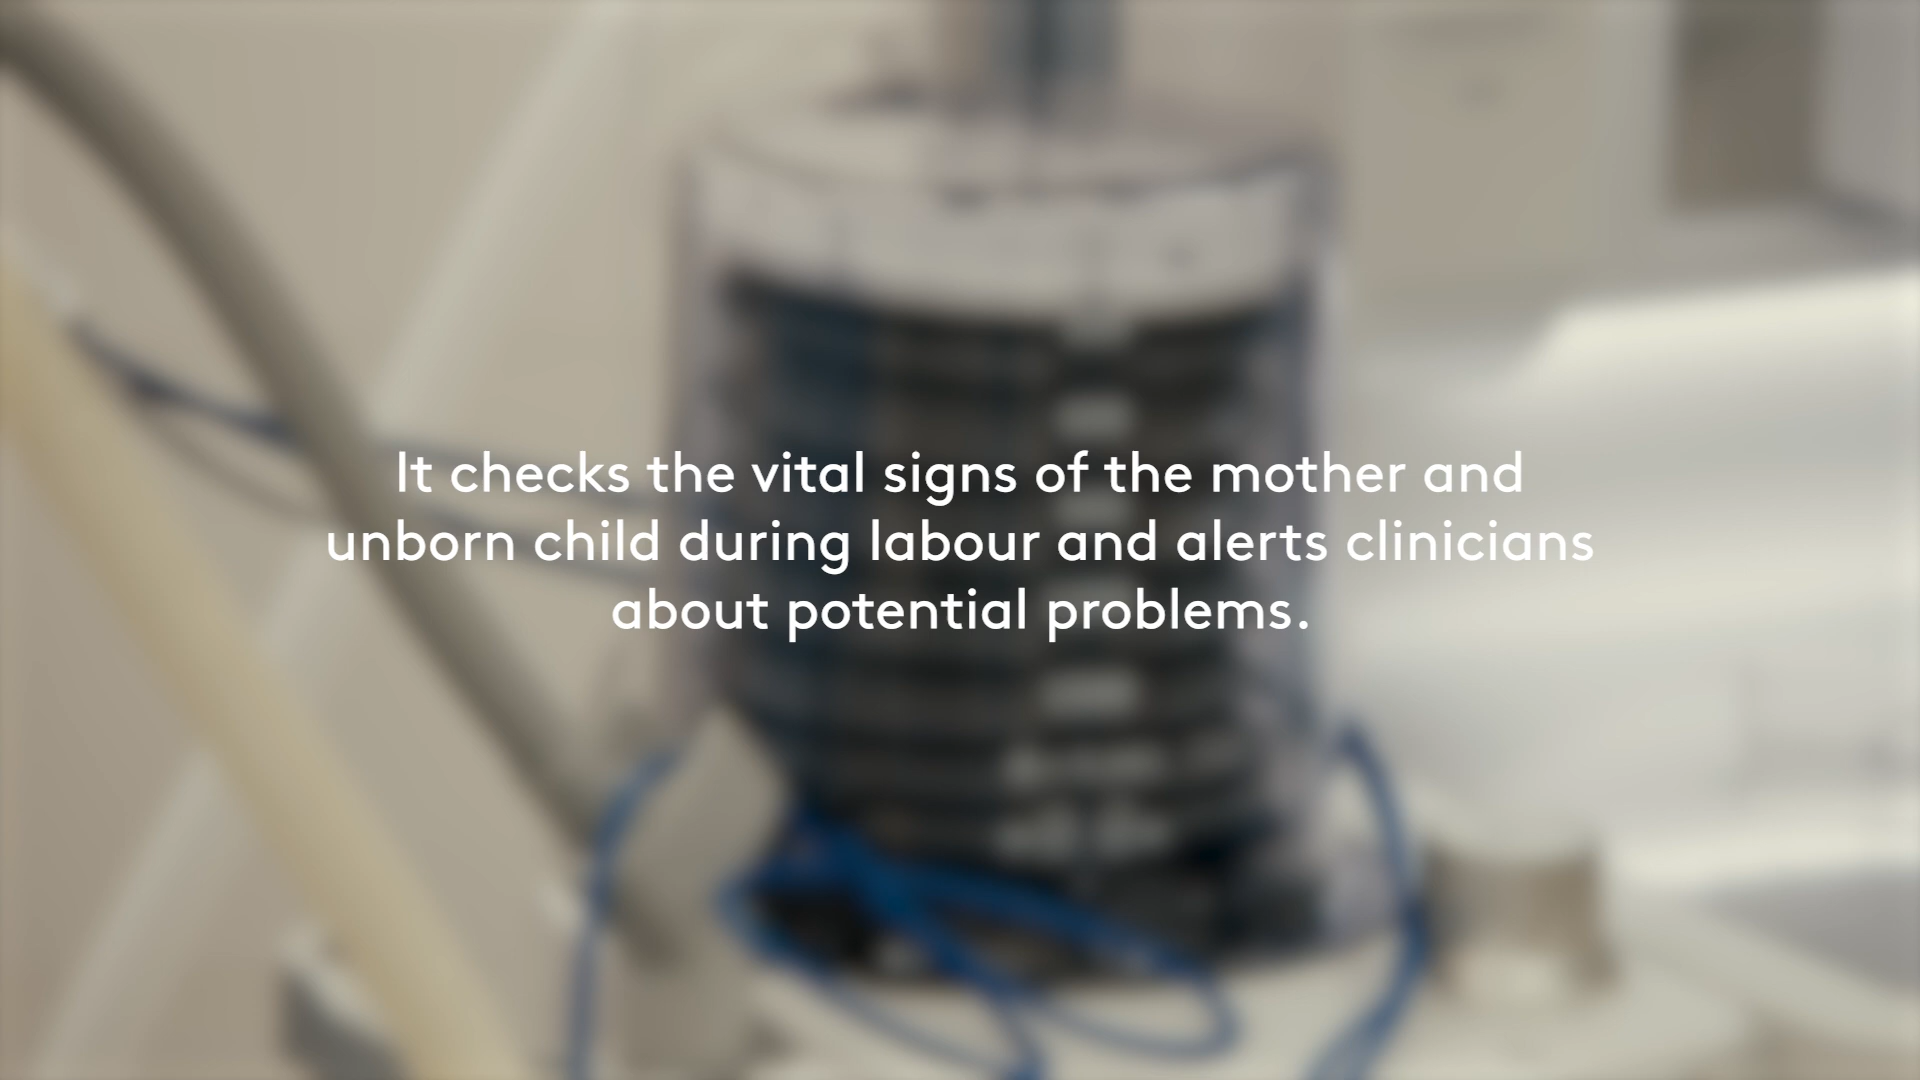 It checks the vital signs of the mother and
unborn child during labour and alerts clinicians
about potential problems.